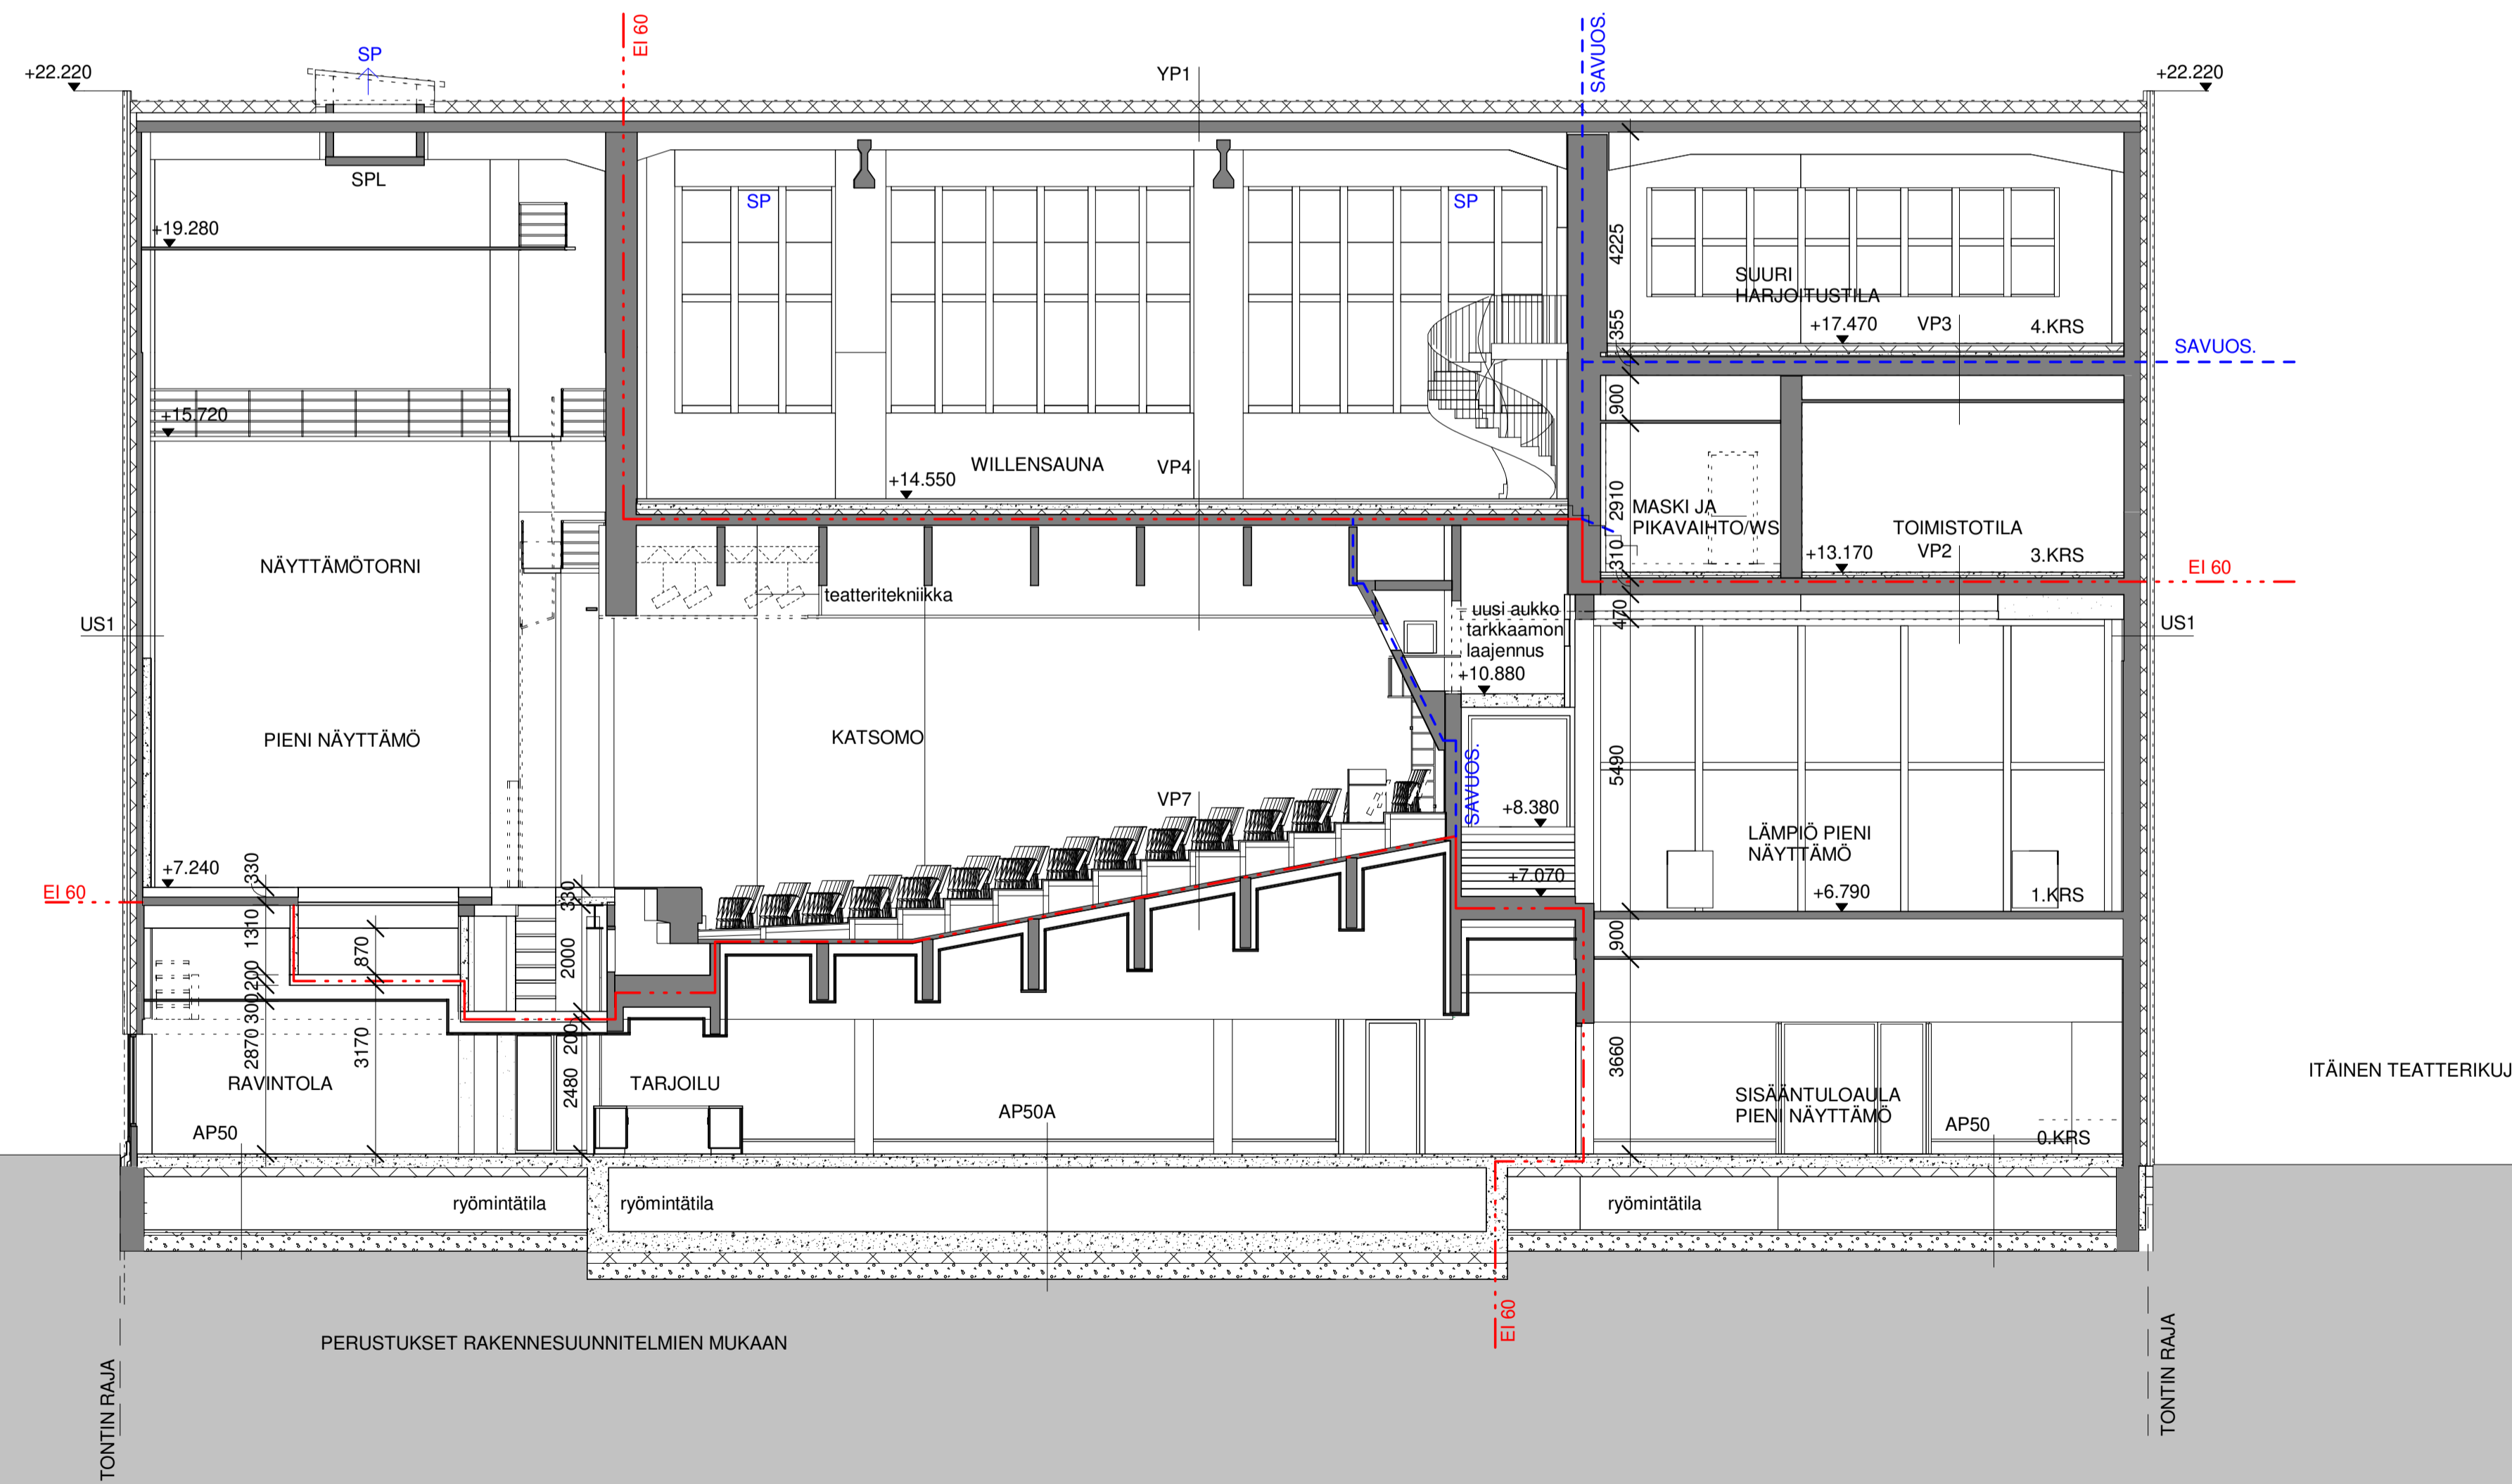 EI 60
SAVUOS.
SP
+22.220
YP1
+22.220
SPL
SP
SP
+19.280
4225
SUURI
HARJOITUSTILA
+17.470
VP3
4.KRS
355
SAVUOS.
+15.720
900
WILLENSAUNA
VP4
+14.550
2910
MASKI JA
PIKAVAIHTO/WS
TOIMISTOTILA
VP2
+13.170
3.KRS
310
NÄYTTÄMÖTORNI
EI 60
teatteritekniikka
uusi aukko
tarkkaamon
laajennus
+10.880
470
US1
US1
PIENI NÄYTTÄMÖ
KATSOMO
SAVUOS.
5490
VP7
+8.380
LÄMPIÖ PIENI
NÄYTTÄMÖ
+7.240
330
330
+7.070
+6.790
1.KRS
EI 60
1310
870
2000
900
200
300
2870
3170
200
2480
3660
RAVINTOLA
TARJOILU
AP50A
SISÄÄNTULOAULA
PIENI NÄYTTÄMÖ
AP50
AP50
0.KRS
ITÄINEN TEATTERIKUJ
ryömintätila
ryömintätila
ryömintätila
EI 60
PERUSTUKSET RAKENNESUUNNITELMIEN MUKAAN
TONTIN RAJA
TONTIN RAJA